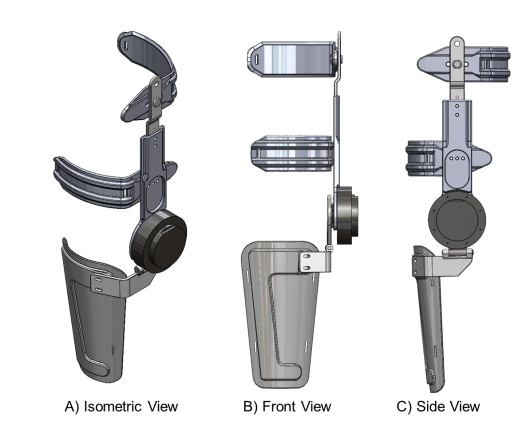 A) Isometric View
B) Front View
C) Side View